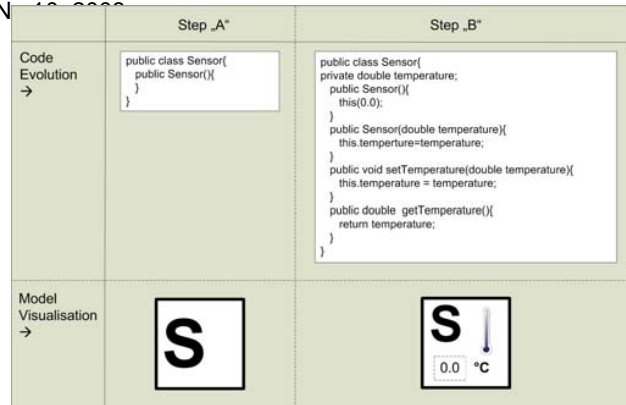 Step „A“
Step „B“
Code
Evolution
→
public class Sensor{
public Sensor(){
}
}
public class Sensor{
private double temperature;
public Sensor(){
this(0.0);
}
public Sensor(double temperature){
this.temperture=temperature;
}
public void setTemperature(double temperature){
this.temperature = temperature;
}
public double getTemperature(){
return temperature;
}
}
Model
Visualisation
→
S
S
0.0 °C